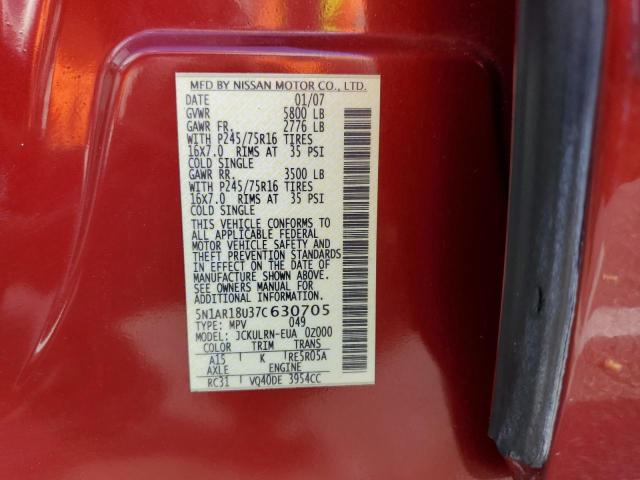 MFD BY NISSAN MOTOR CO., LTD.
DATE 01/07
GVWR 5800 LB
GAWR FR. 2776 LB
WITH P245/75R16 TIRES
16X7.0 RIMS AT 35 PSI
COLD SINGLE
GAWR RR. 3500 LB
WITH P245/75R16 TIRES
16X7.0 RIMS AT 35 PSI
COLD SINGLE
THIS VEHICLE CONFORMS TO
ALL APPLICABLE FEDERAL
MOTOR VEHICLE SAFETY AND
THEFT PREVENTION STANDARDS
IN EFFECT ON THE DATE OF
MANUFACTURE SHOWN ABOVE.
SEE OWNERS MANUAL FOR
ADDITIONAL INFORMATION
5N1AR18U37C630705
TYPE: MPV 049
MODEL: JCKULRN-EUA 0Z000
COLOR TRIM TRANS
A15 K RE5R05A
AXLE ENGINE
RC31 VQ40DE 3954CC